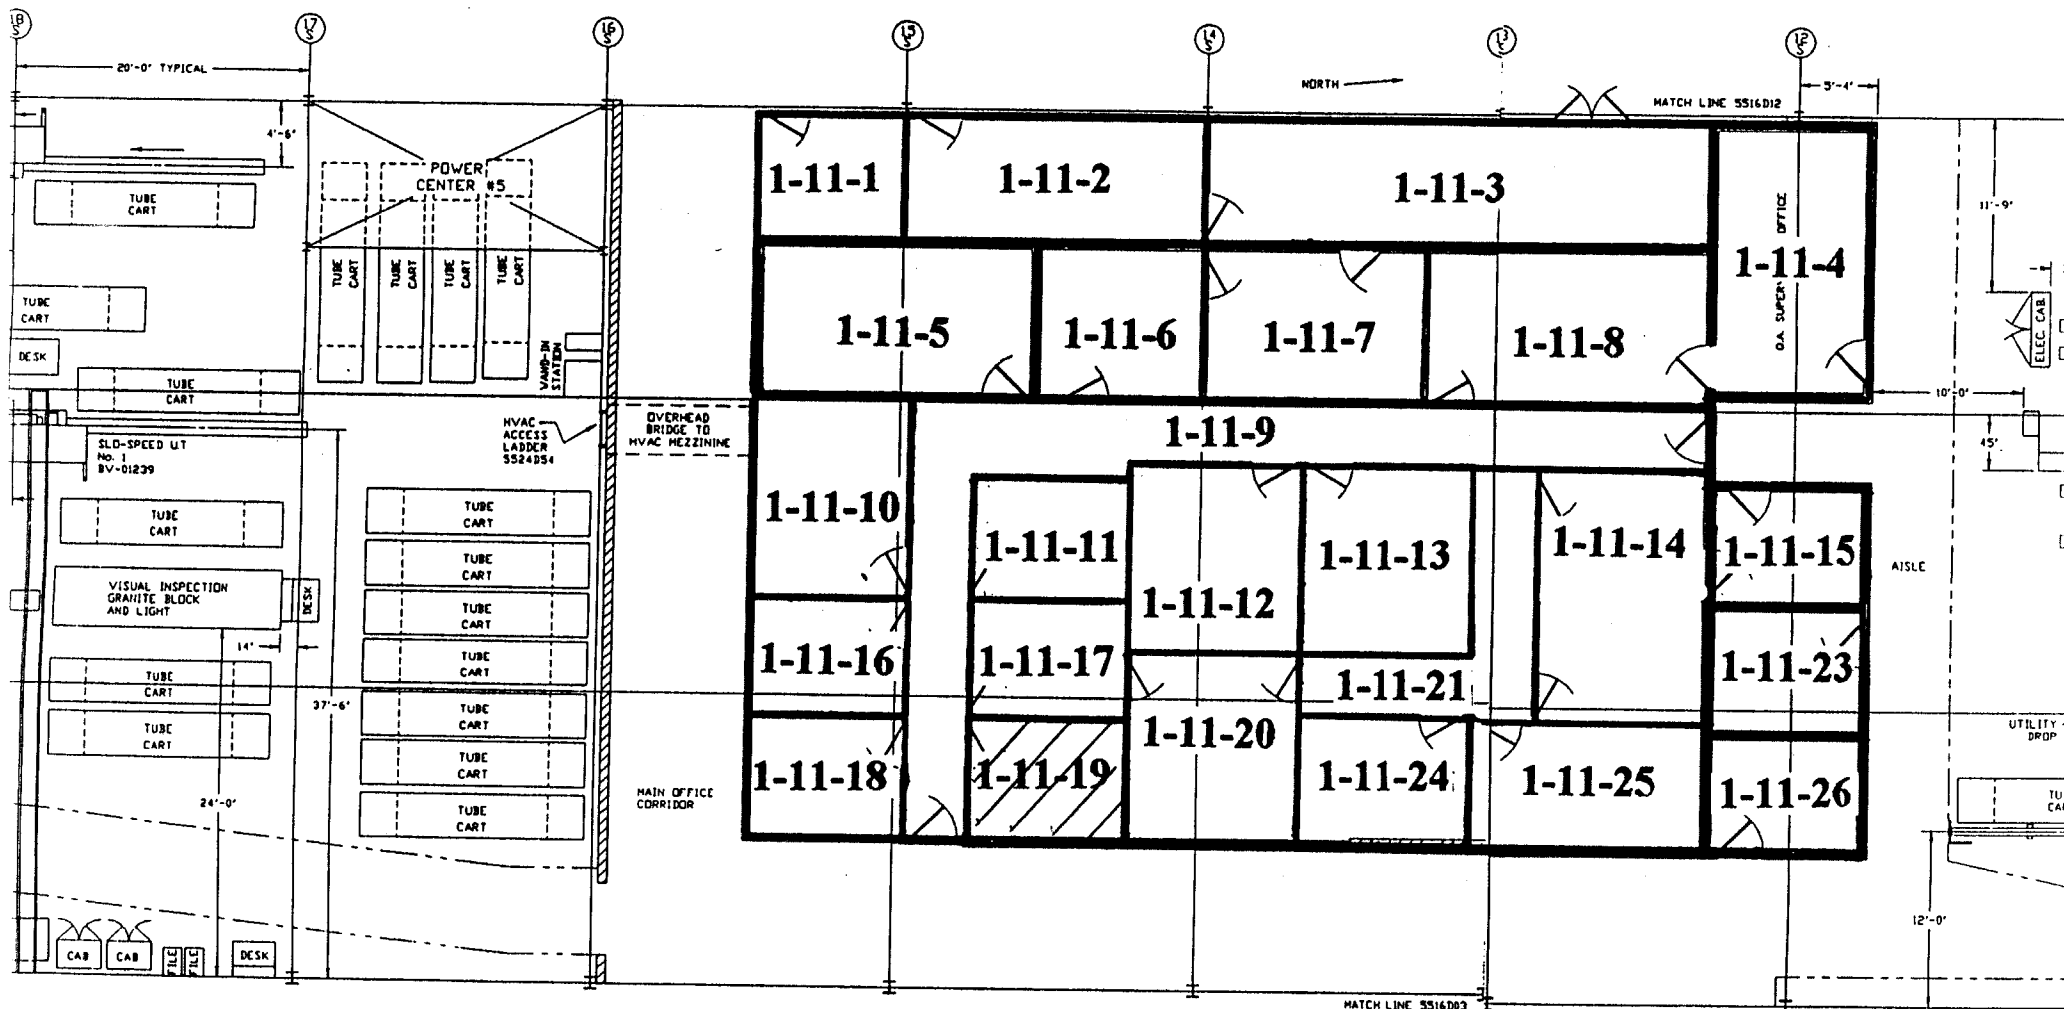 18 S
17 S
16 S
15 S
14 S
13 S
12 S
20'-0' TYPICAL
NORTH
MATCH LINE 5516D12
5'-4'
4'-6'
POWER
CENTER #5
TUBE
CART
TUBE
CART
TUBE
CART
TUBE
CART
TUBE
CART
TUBE
CART
DESK
TUBE
CART
WAND-IN
STATION
HVAC
ACCESS
LADDER
5524D54
OVERHEAD
BRIDGE TO
HVAC MEZZININE
SLO-SPEED UT
No. 1
BV-01239
TUBE
CART
VISUAL INSPECTION
GRANITE BLOCK
AND LIGHT
DESK
14'
TUBE
CART
TUBE
CART
37'-6'
24'-0'
TUBE
CART
TUBE
CART
TUBE
CART
TUBE
CART
TUBE
CART
TUBE
CART
TUBE
CART
CAB
CAB
FILE
FILE
DESK
MAIN OFFICE
CORRIDOR
1-11-1
1-11-2
1-11-3
1-11-4
Q.A. SUPER OFFICE
1-11-5
1-11-6
1-11-7
1-11-8
1-11-9
1-11-10
1-11-11
1-11-12
1-11-13
1-11-14
1-11-15
1-11-16
1-11-17
1-11-21
1-11-23
1-11-18
1-11-19
1-11-20
1-11-24
1-11-25
1-11-26
11'-9'
ELEC. CAB.
10'-0'
45'
AISLE
UTILITY
DROP
12'-0'
MATCH LINE 5516D03